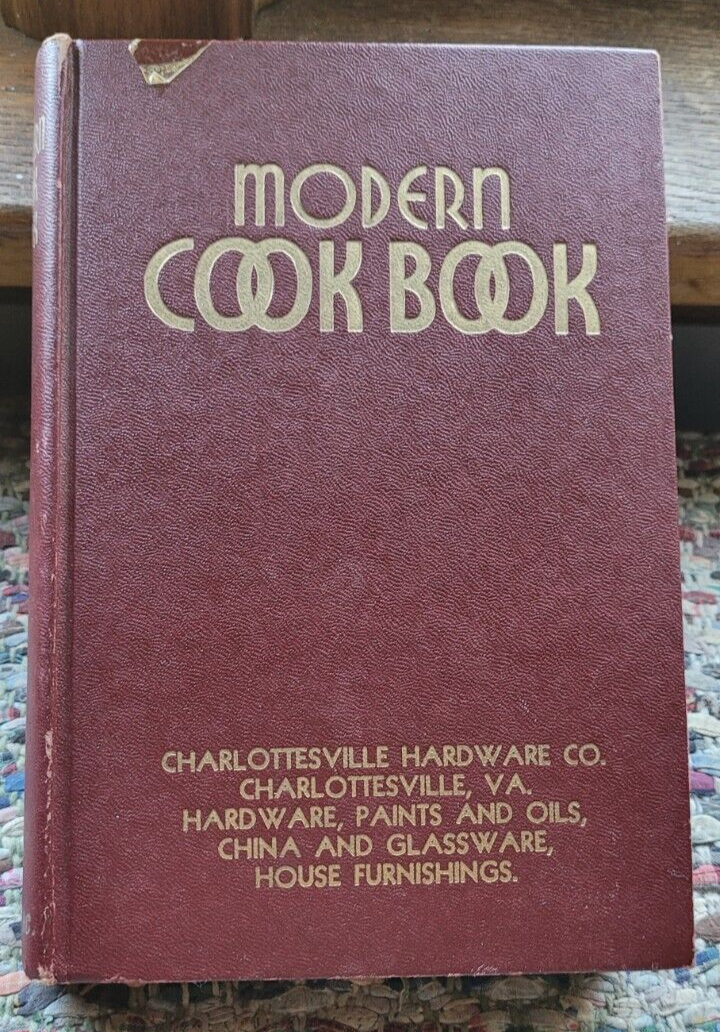 MODERN
COOK BOOK
CHARLOTTESVILLE HARDWARE CO.
CHARLOTTESVILLE, VA.
HARDWARE, PAINTS AND OILS,
CHINA AND GLASSWARE,
HOUSE FURNISHINGS.